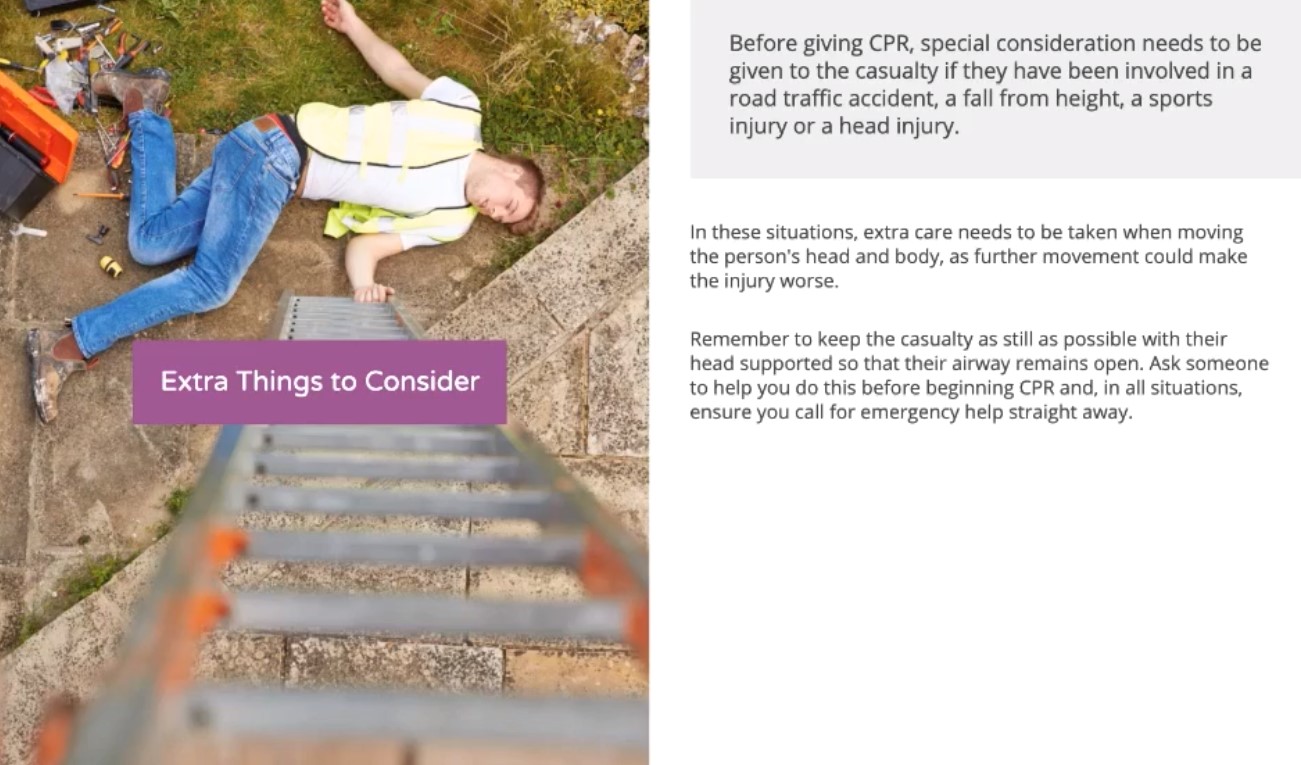 Extra Things to Consider
Before giving CPR, special consideration needs to be
given to the casualty if they have been involved in a
road traffic accident, a fall from height, a sports
injury or a head injury.
In these situations, extra care needs to be taken when moving
the person's head and body, as further movement could make
the injury worse.
Remember to keep the casualty as still as possible with their
head supported so that their airway remains open. Ask someone
to help you do this before beginning CPR and, in all situations,
ensure you call for emergency help straight away.